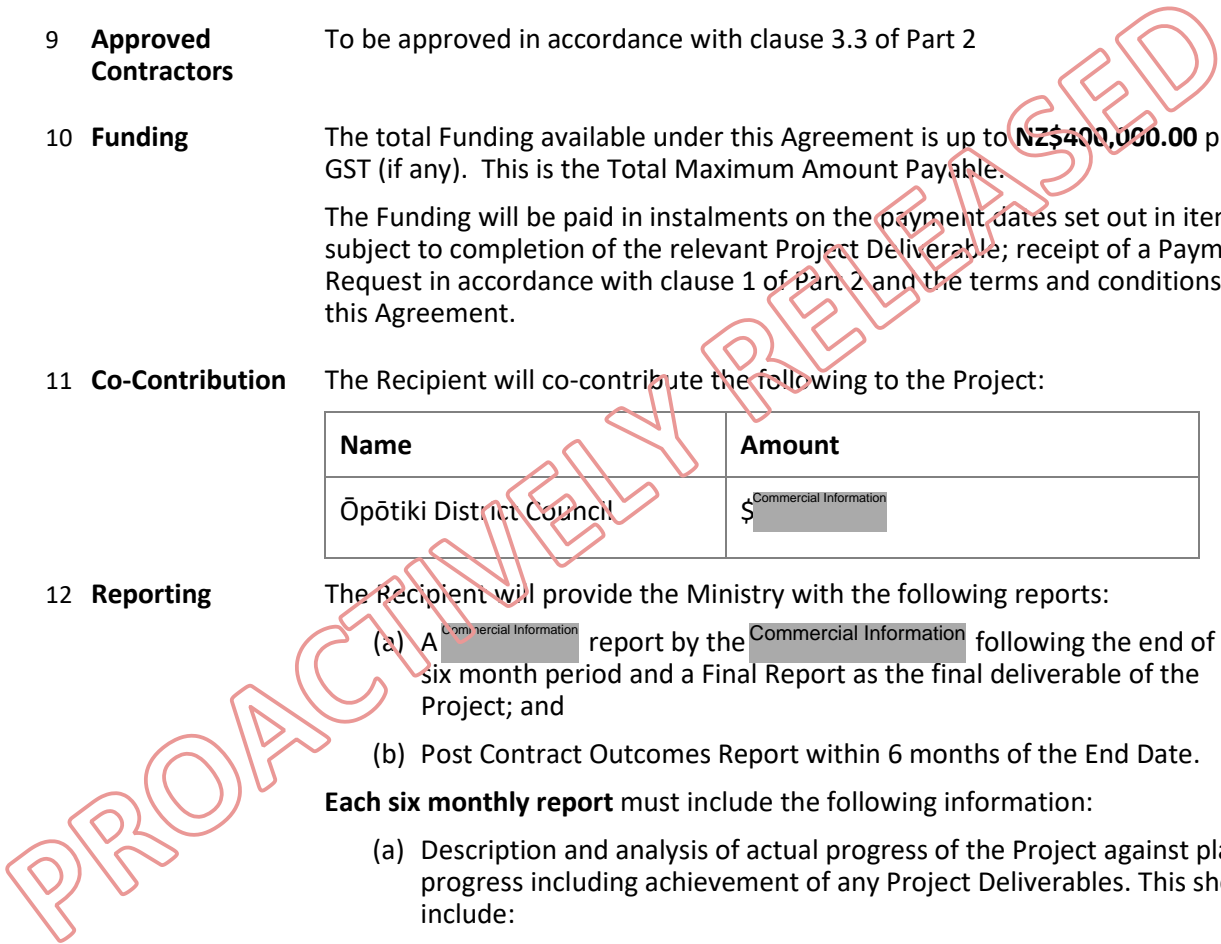 9 Approved To be approved in accordance with clause 3.3 of Part 2
Contractors
10 Funding The total Funding available under this Agreement is up to NZ$400,000.00 p
GST (if any). This is the Total Maximum Amount Payable.
The Funding will be paid in instalments on the payment dates set out in iter
subject to completion of the relevant Project Deliverable; receipt of a Paym
Request in accordance with clause 1 of Part 2 and the terms and conditions
this Agreement.
11 Co-Contribution The Recipient will co-contribute the following to the Project:
Name Amount
Ōpōtiki District Council $Commercial Information
12 Reporting The Recipient will provide the Ministry with the following reports:
(a) A Commercial Information report by the Commercial Information following the end of
six month period and a Final Report as the final deliverable of the
Project; and
(b) Post Contract Outcomes Report within 6 months of the End Date.
Each six monthly report must include the following information:
(a) Description and analysis of actual progress of the Project against pla
progress including achievement of any Project Deliverables. This sh
include:
PROACTIVELY RELEASED